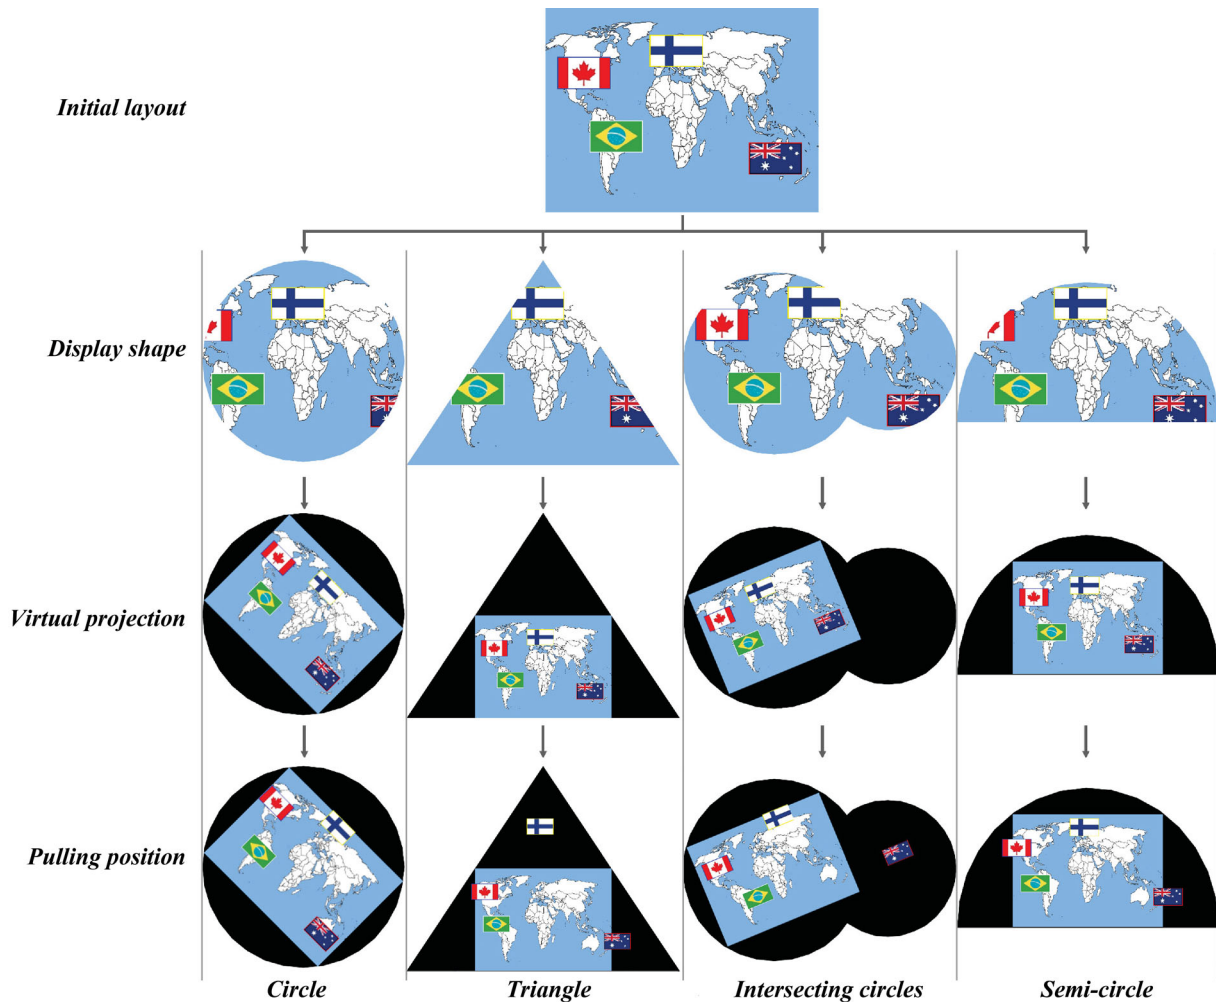 Initial layout
Display shape
Virtual projection
Pulling position
Circle
Triangle
Intersecting circles
Semi-circle